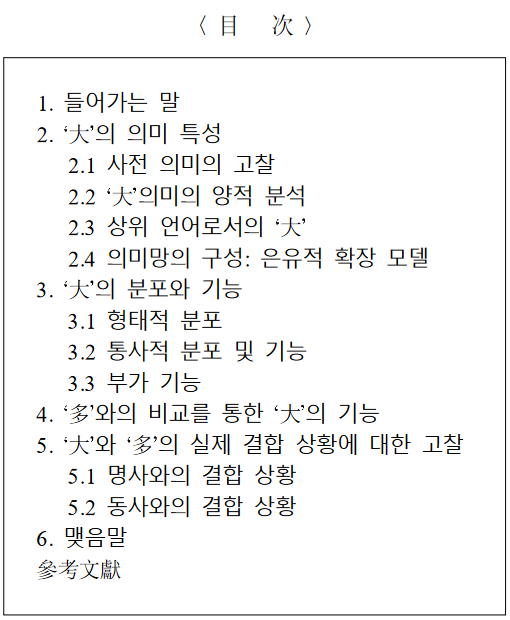 〈 目 次 〉
1. 들어가는 말
2. ‘大’의 의미 특성
2.1 사전 의미의 고찰
2.2 ‘大’의미의 양적 분석
2.3 상위 언어로서의 ‘大’
2.4 의미망의 구성: 은유적 확장 모델
3. ‘大’의 분포와 기능
3.1 형태적 분포
3.2 통사적 분포 및 기능
3.3 부가 기능
4. ‘多’와의 비교를 통한 ‘大’의 기능
5. ‘大’와 ‘多’의 실제 결합 상황에 대한 고찰
5.1 명사와의 결합 상황
5.2 동사와의 결합 상황
6. 맺음말
參考文獻